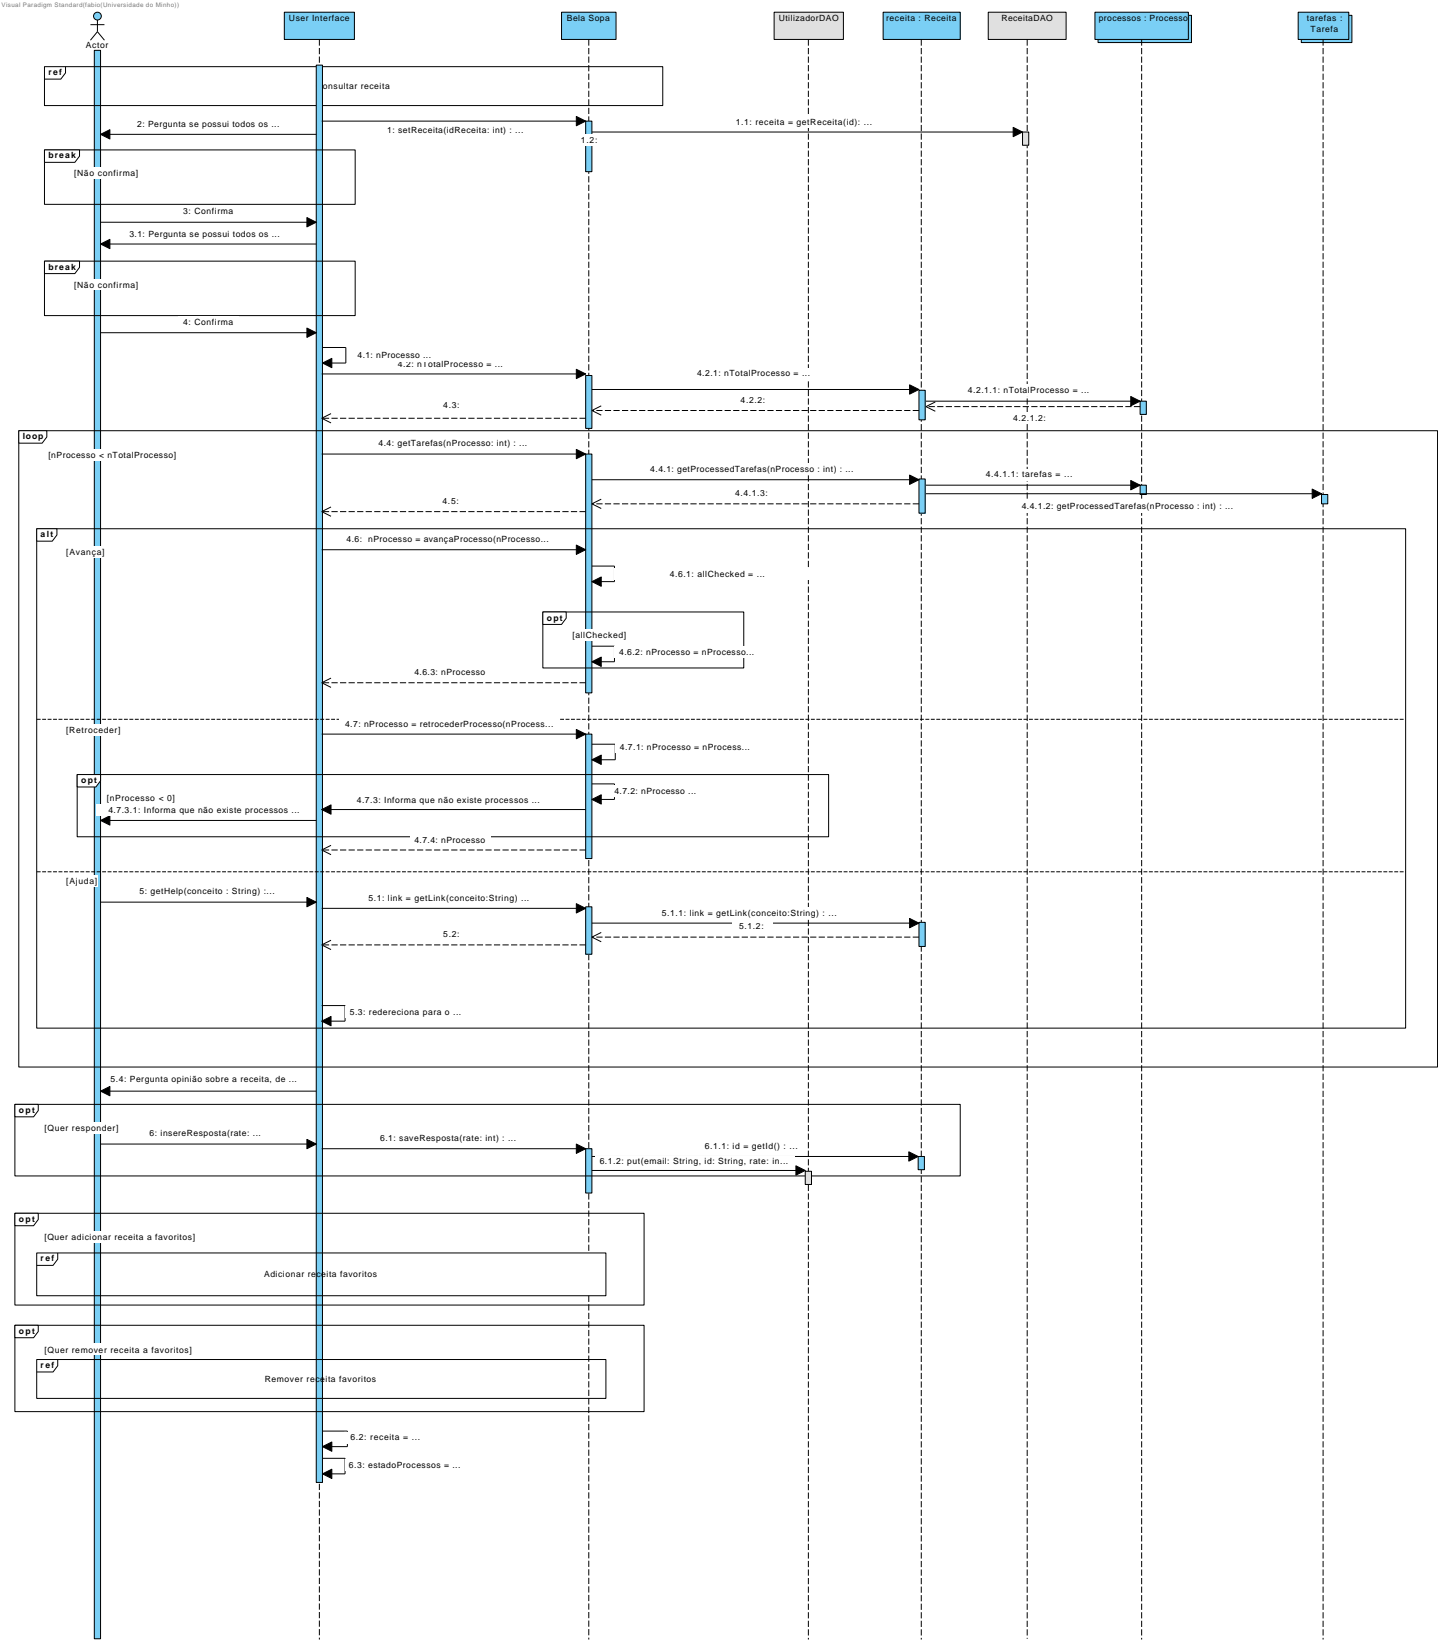 Visual Paradigm Standard(fabio(Universidade do Minho))
Actor
User Interface
Bela Sopa
UtilizadorDAO
receita : Receita
ReceitaDAO
processos : Processo
tarefas :
Tarefa
ref
onsultar receita
2: Pergunta se possui todos os ...
1: setReceita(idReceita: int) : ...
1.1: receita = getReceita(id): ...
1.2:
break
[Não confirma]
3: Confirma
3.1: Pergunta se possui todos os ...
break
[Não confirma]
4: Confirma
4.1: nProcesso ...
4.2: nTotalProcesso = ...
4.2.1: nTotalProcesso = ...
4.2.1.1: nTotalProcesso = ...
4.3:
4.2.2:
4.2.1.2:
loop
[nProcesso < nTotalProcesso]
4.4: getTarefas(nProcesso: int) : ...
4.4.1: getProcessedTarefas(nProcesso : int) : ...
4.4.1.1: tarefas = ...
4.5:
4.4.1.3:
4.4.1.2: getProcessedTarefas(nProcesso : int) : ...
alt
[Avança]
4.6:  nProcesso = avançaProcesso(nProcesso...
4.6.1: allChecked = ...
opt
[allChecked]
4.6.2: nProcesso = nProcesso...
4.6.3: nProcesso
[Retroceder]
4.7: nProcesso = retrocederProcesso(nProcess...
4.7.1: nProcesso = nProcess...
opt
[nProcesso < 0]
4.7.2: nProcesso ...
4.7.3: Informa que não existe processos ...
4.7.3.1: Informa que não existe processos ...
4.7.4: nProcesso
[Ajuda]
5: getHelp(conceito : String) :...
5.1: link = getLink(conceito:String) ...
5.1.1: link = getLink(conceito:String) : ...
5.2:
5.1.2:
5.3: redereciona para o ...
5.4: Pergunta opinião sobre a receita, de ...
opt
[Quer responder]
6: insereResposta(rate: ...
6.1: saveResposta(rate: int) : ...
6.1.1: id = getId() : ...
6.1.2: put(email: String, id: String, rate: in...
opt
[Quer adicionar receita a favoritos]
ref
Adicionar receita favoritos
opt
[Quer remover receita a favoritos]
ref
Remover receita favoritos
6.2: receita = ...
6.3: estadoProcessos = ...